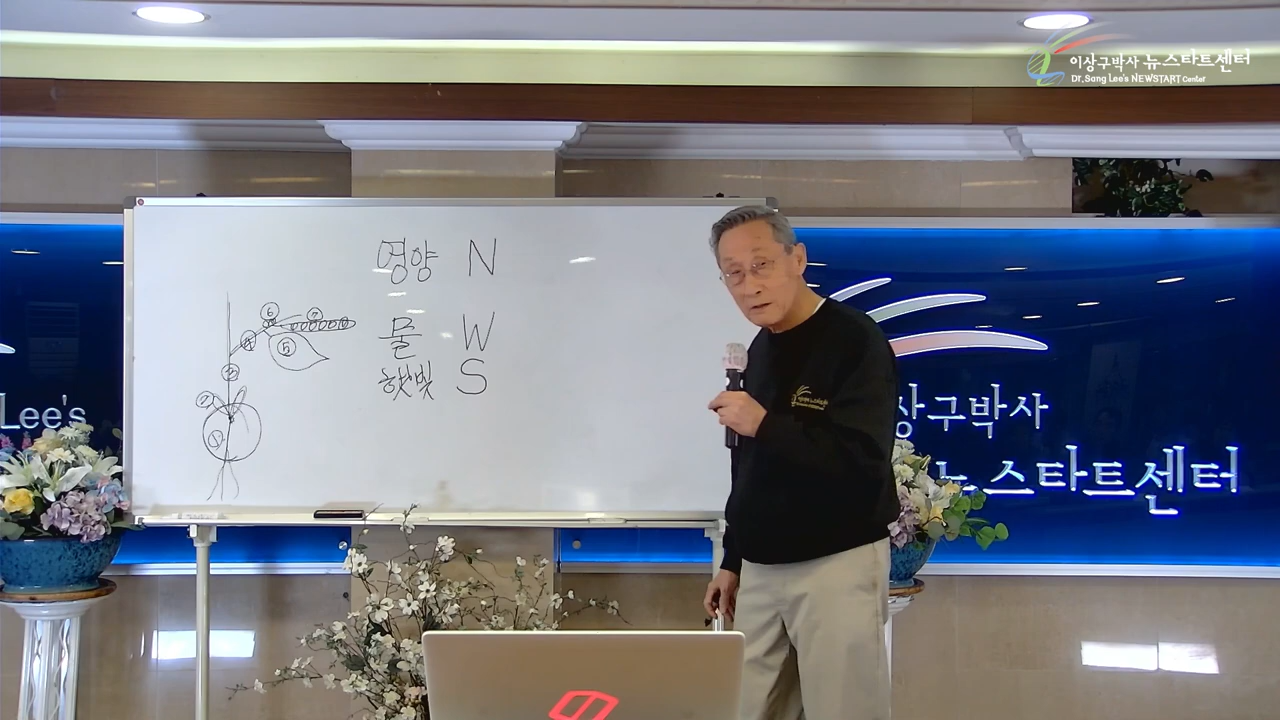 이상구박사 뉴스타트센터
Dr. Sang Lee's NEWSTART Center
영양 N
물 W
햇빛 S
⑥ ⑦
④ ⑤
③
②
①
Lee's
상구박사
뉴스타트센터